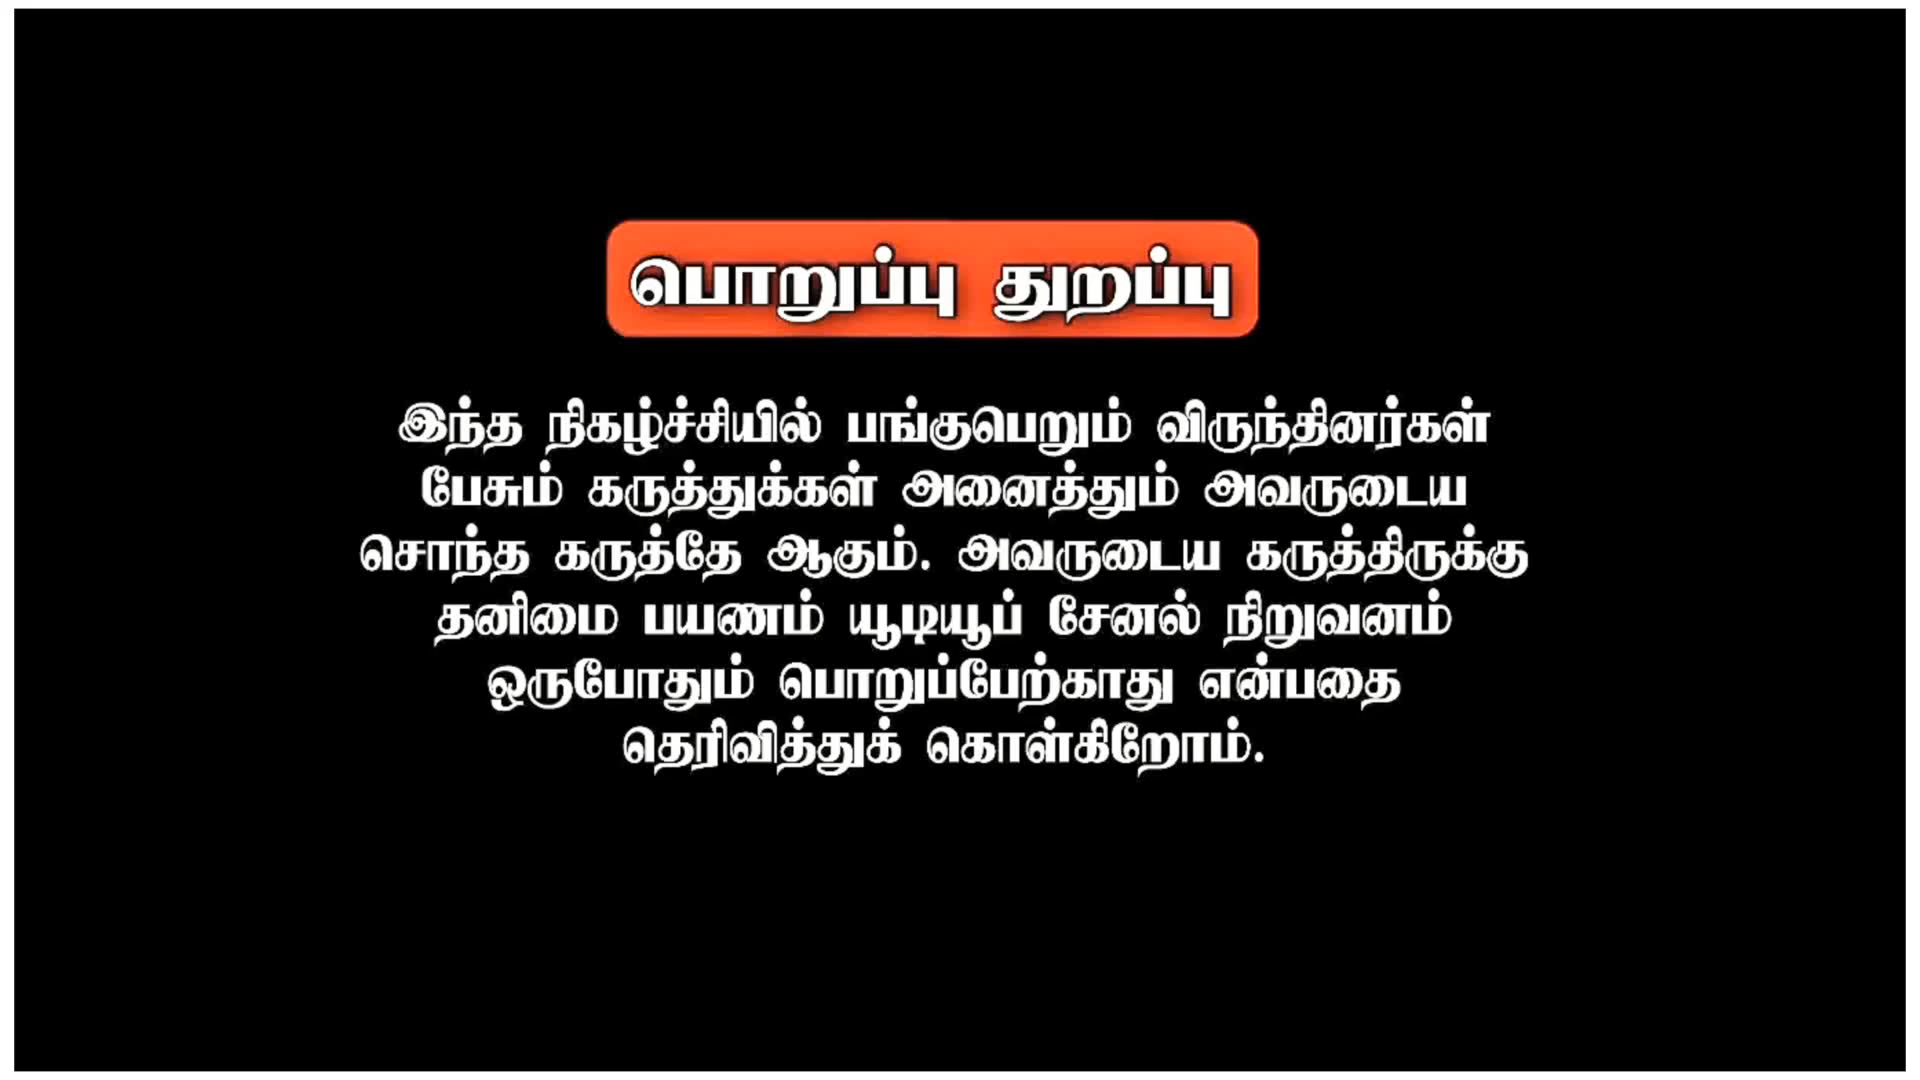 பொறுப்பு துறப்பு
இந்த நிகழ்ச்சியில் பங்குபெறும் விருந்தினர்கள்
பேசும் கருத்துக்கள் அனைத்தும் அவருடைய
சொந்த கருத்தே ஆகும். அவருடைய கருத்திருக்கு
தனிமை பயணம் யூடியூப் சேனல் நிறுவனம்
ஒருபோதும் பொறுப்பேற்காது என்பதை
தெரிவித்துக் கொள்கிறோம்.